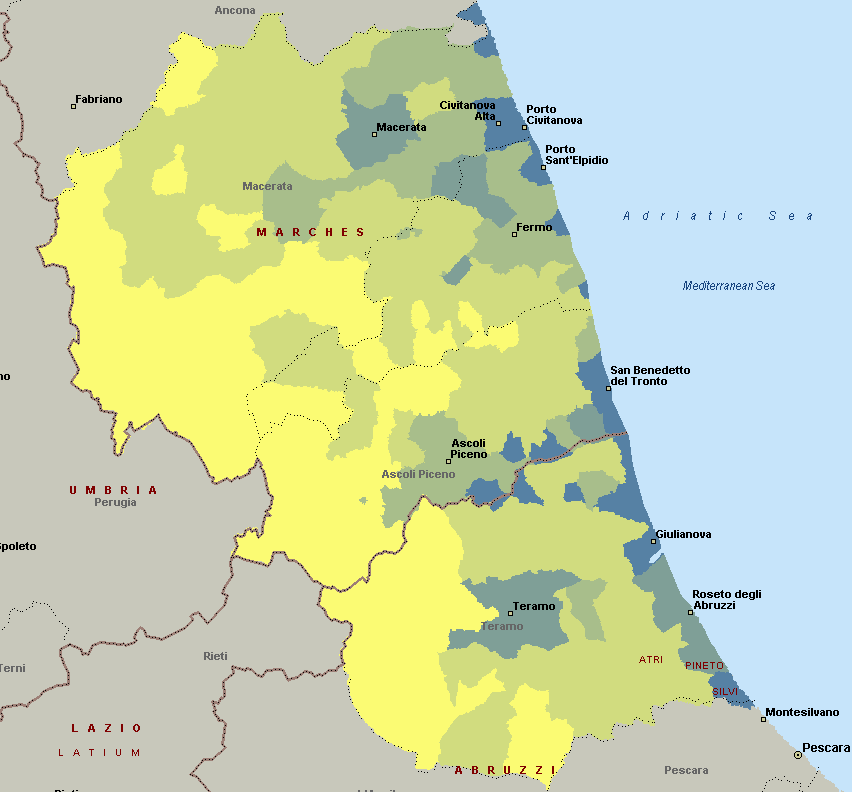 Ancona
Fabriano
Civitanova
Alta
Porto
Civitanova
Macerata
Porto
Sant'Elpidio
Macerata
Adriatic Sea
MARCHES
Fermo
Mediterranean Sea
San Benedetto
del Tronto
no
Ascoli
Piceno
Ascoli Piceno
UMBRIA
Perugia
Spoleto
Giulianova
Roseto degli
Abruzzi
Teramo
Teramo
Rieti
Terni
ATRI
PINETO
SILVI
Montesilvano
LAZIO
LATIUM
Pescara
ABRUZZI
Pescara